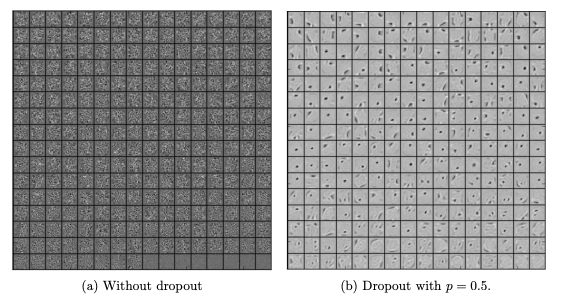 (a) Without dropout
(b) Dropout with p = 0.5.